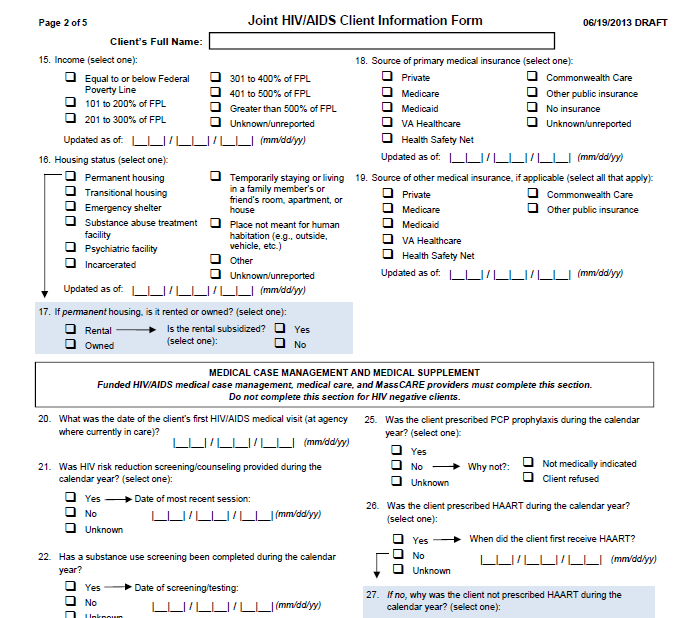 Page 2 of 5
Joint HIV/AIDS Client Information Form
06/19/2013 DRAFT
Client's Full Name:
15. Income (select one):
Equal to or below Federal
Poverty Line
101 to 200% of FPL
201 to 300% of FPL
301 to 400% of FPL
401 to 500% of FPL
Greater than 500% of FPL
Unknown/unreported
Updated as of: |__|__| / |__|__| / |__|__| (mm/dd/yy)
16. Housing status (select one):
Permanent housing
Transitional housing
Emergency shelter
Substance abuse treatment
facility
Psychiatric facility
Incarcerated
Temporarily staying or living
in a family member's or
friend's room, apartment, or
house
Place not meant for human
habitation (e.g., outside,
vehicle, etc.)
Other
Unknown/unreported
Updated as of: |__|__| / |__|__| / |__|__| (mm/dd/yy)
17. If permanent housing, is it rented or owned? (select one):
Rental
Owned
Is the rental subsidized?
(select one):
Yes
No
18. Source of primary medical insurance (select one):
Private
Medicare
Medicaid
VA Healthcare
Health Safety Net
Commonwealth Care
Other public insurance
No insurance
Unknown/unreported
Updated as of: |__|__| / |__|__| / |__|__| (mm/dd/yy)
19. Source of other medical insurance, if applicable (select all that apply):
Private
Medicare
Medicaid
VA Healthcare
Health Safety Net
Commonwealth Care
Other public insurance
Updated as of: |__|__| / |__|__| / |__|__| (mm/dd/yy)
MEDICAL CASE MANAGEMENT AND MEDICAL SUPPLEMENT
Funded HIV/AIDS medical case management, medical care, and MassCARE providers must complete this section.
Do not complete this section for HIV negative clients.
20. What was the date of the client's first HIV/AIDS medical visit (at agency
where currently in care)?
|__|__| / |__|__| / |__|__| (mm/dd/yy)
21. Was HIV risk reduction screening/counseling provided during the
calendar year? (select one):
Yes
No
Unknown
Date of most recent session:
|__|__| / |__|__| / |__|__| (mm/dd/yy)
22. Has a substance use screening been completed during the calendar
year?
Yes
No
Unknown
Date of screening/testing:
|__|__| / |__|__| / |__|__| (mm/dd/yy)
25. Was the client prescribed PCP prophylaxis during the calendar
year? (select one):
Yes
No
Unknown
Why not?:
Not medically indicated
Client refused
26. Was the client prescribed HAART during the calendar year?
(select one):
Yes
No
Unknown
When did the client first receive HAART?
|__|__| / |__|__| / |__|__| (mm/dd/yy)
27. If no, why was the client not prescribed HAART during the
calendar year? (select one):